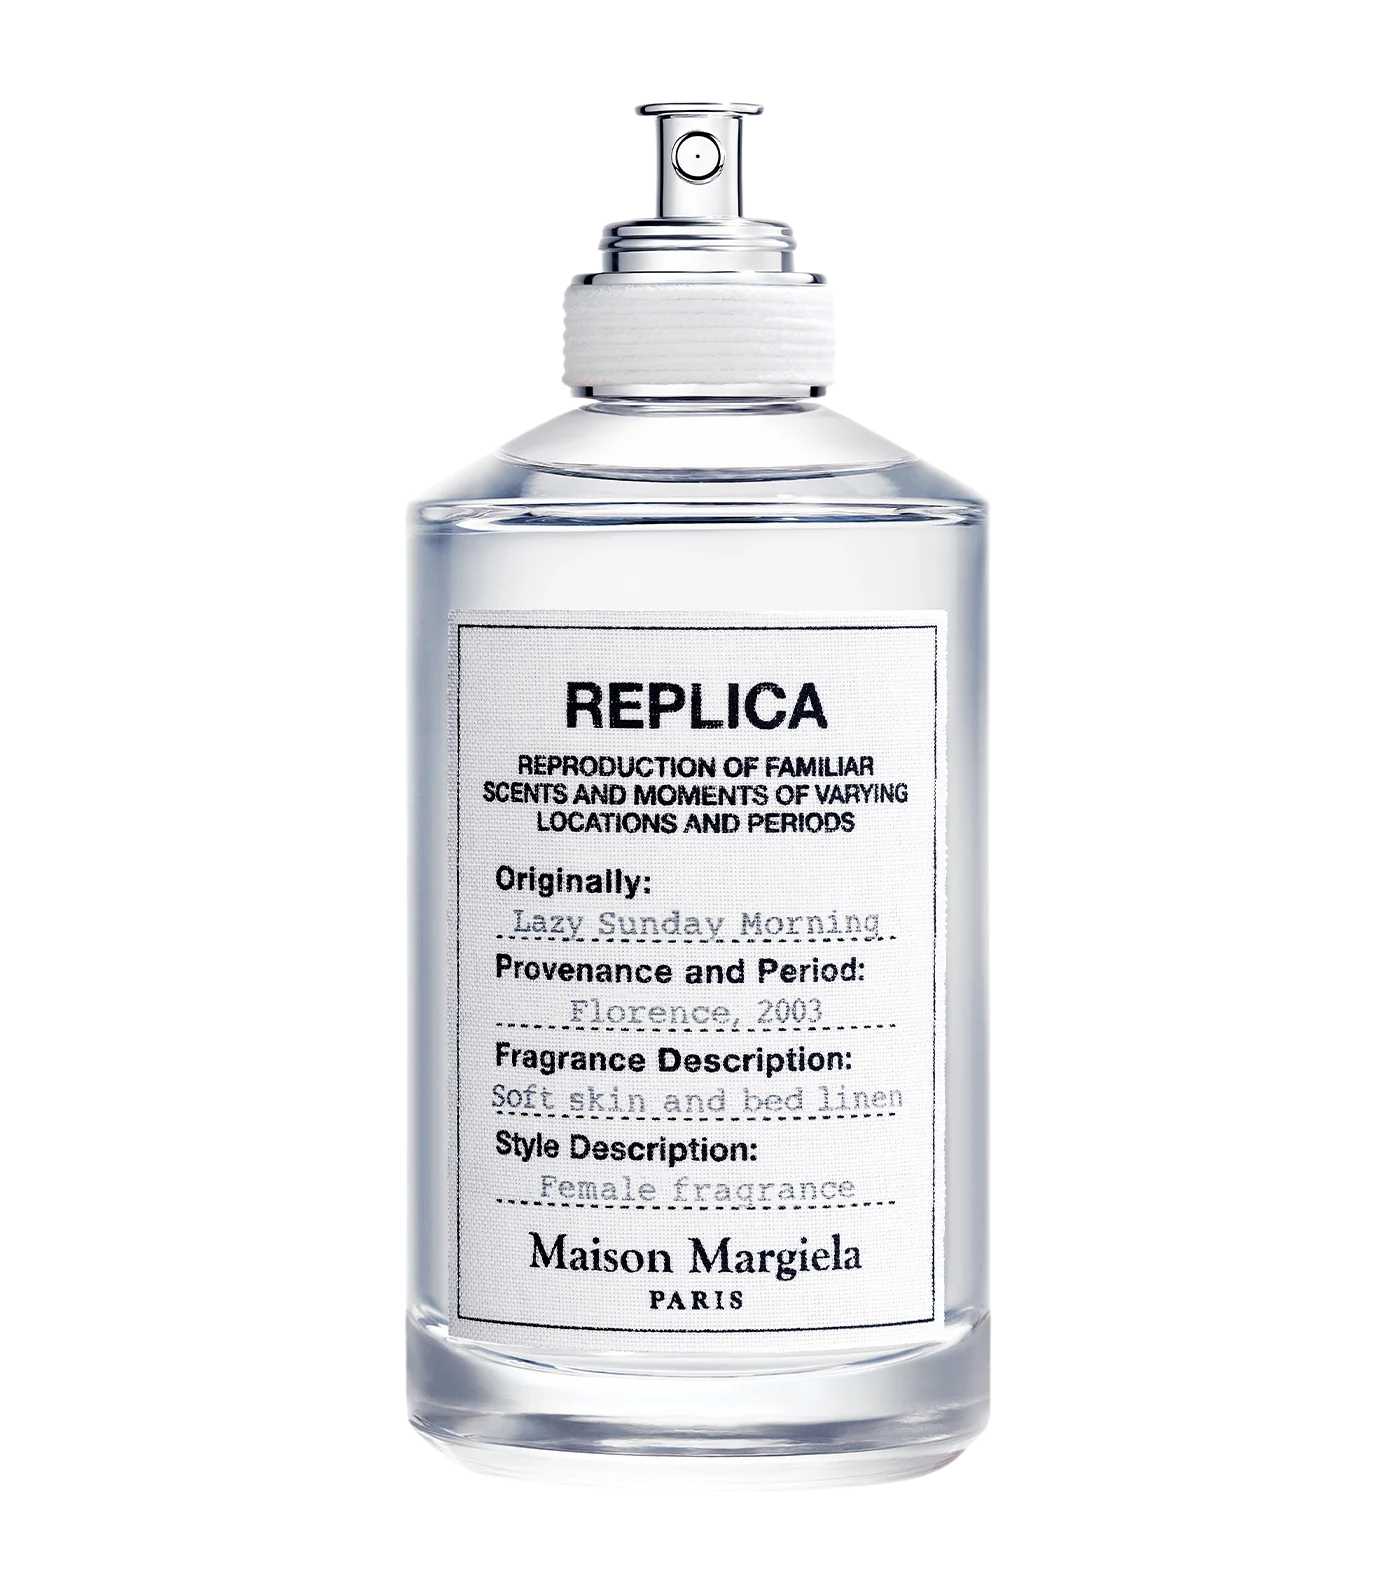 REPLICA
REPRODUCTION OF FAMILIAR
SCENTS AND MOMENTS OF VARYING
LOCATIONS AND PERIODS
Originally:
Lazy Sunday Morning
Provenance and Period:
Florence, 2003
Fragrance Description:
Soft skin and bed linen
Style Description:
Female fragrance
Maison Margiela
PARIS